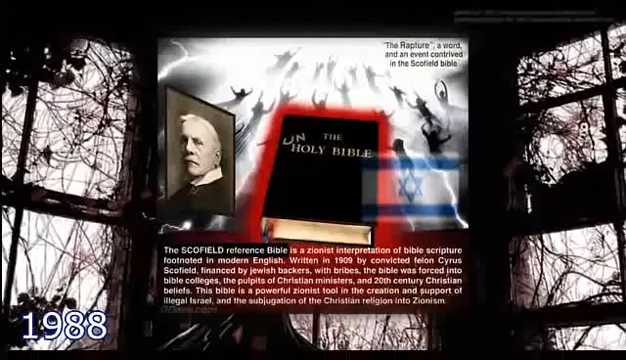 "The Rapture", a word,
and an event contrived
in the Scofield bible
UN
THE
HOLY BIBLE
The SCOFIELD reference Bible is a zionist interpretation of bible scripture
footnoted in modern English. Written in 1909 by convicted felon Cyrus
Scofield, financed by jewish backers, with bribes, the bible was forced into
bible colleges, the pulpits of Christian ministers, and 20th century Christian
beliefs. This bible is a powerful zionist tool in the creation and support of
illegal Israel, and the subjugation of the Christian religion into Zionism.
1988